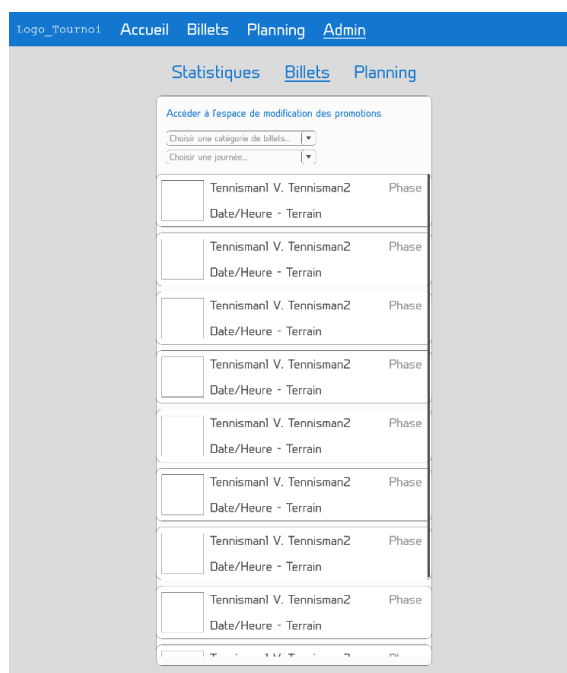 Logo_Tournoi Accueil Billets Planning Admin
Statistiques Billets Planning
Accéder à l'espace de modification des promotions
Choisir une catégorie de billets...
Choisir une journée...
Tennisman1 V. Tennisman2 Phase
Date/Heure - Terrain
Tennisman1 V. Tennisman2 Phase
Date/Heure - Terrain
Tennisman1 V. Tennisman2 Phase
Date/Heure - Terrain
Tennisman1 V. Tennisman2 Phase
Date/Heure - Terrain
Tennisman1 V. Tennisman2 Phase
Date/Heure - Terrain
Tennisman1 V. Tennisman2 Phase
Date/Heure - Terrain
Tennisman1 V. Tennisman2 Phase
Date/Heure - Terrain
Tennisman1 V. Tennisman2 Phase
Date/Heure - Terrain